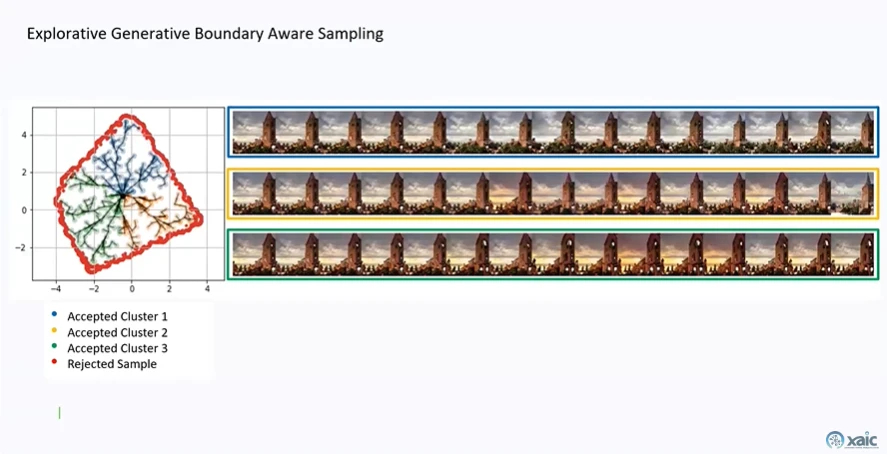 Explorative Generative Boundary Aware Sampling
4
2
0
−2
−4
−2
0
2
4
Accepted Cluster 1
Accepted Cluster 2
Accepted Cluster 3
Rejected Sample
xaic